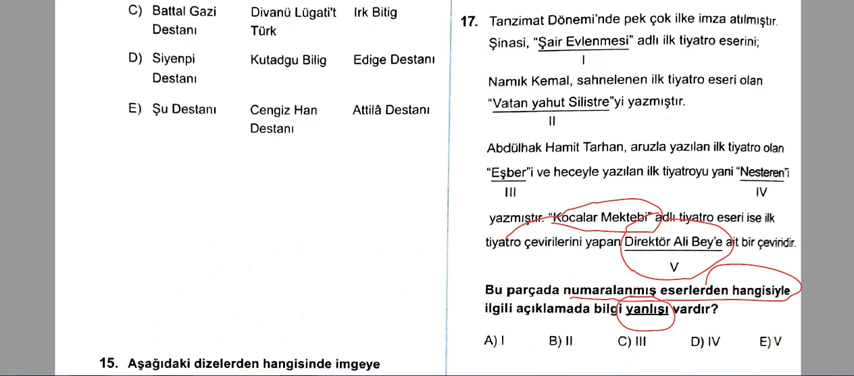 C) Battal Gazi Divanü Lügati't Irk Bitig
Destanı Türk
D) Siyenpi Kutadgu Bilig Edige Destanı
Destanı
E) Şu Destanı Cengiz Han Attilâ Destanı
Destanı
15. Aşağıdaki dizelerden hangisinde imgeye
17. Tanzimat Dönemi'nde pek çok ilke imza atılmıştır.
Şinasi, "Şair Evlenmesi" adlı ilk tiyatro eserini;
I
Namık Kemal, sahnelenen ilk tiyatro eseri olan
"Vatan yahut Silistre"yi yazmıştır.
II
Abdülhak Hamit Tarhan, aruzla yazılan ilk tiyatro olan
"Eşber"i ve heceyle yazılan ilk tiyatroyu yani "Nesteren"i
III IV
yazmıştır. "Kocalar Mektebi" adlı tiyatro eseri ise ilk
tiyatro çevirilerini yapan Direktör Ali Bey'e ait bir çeviridir.
V
Bu parçada numaralanmış eserlerden hangisiyle
ilgili açıklamada bilgi yanlışı vardır?
A) I B) II C) III D) IV E) V